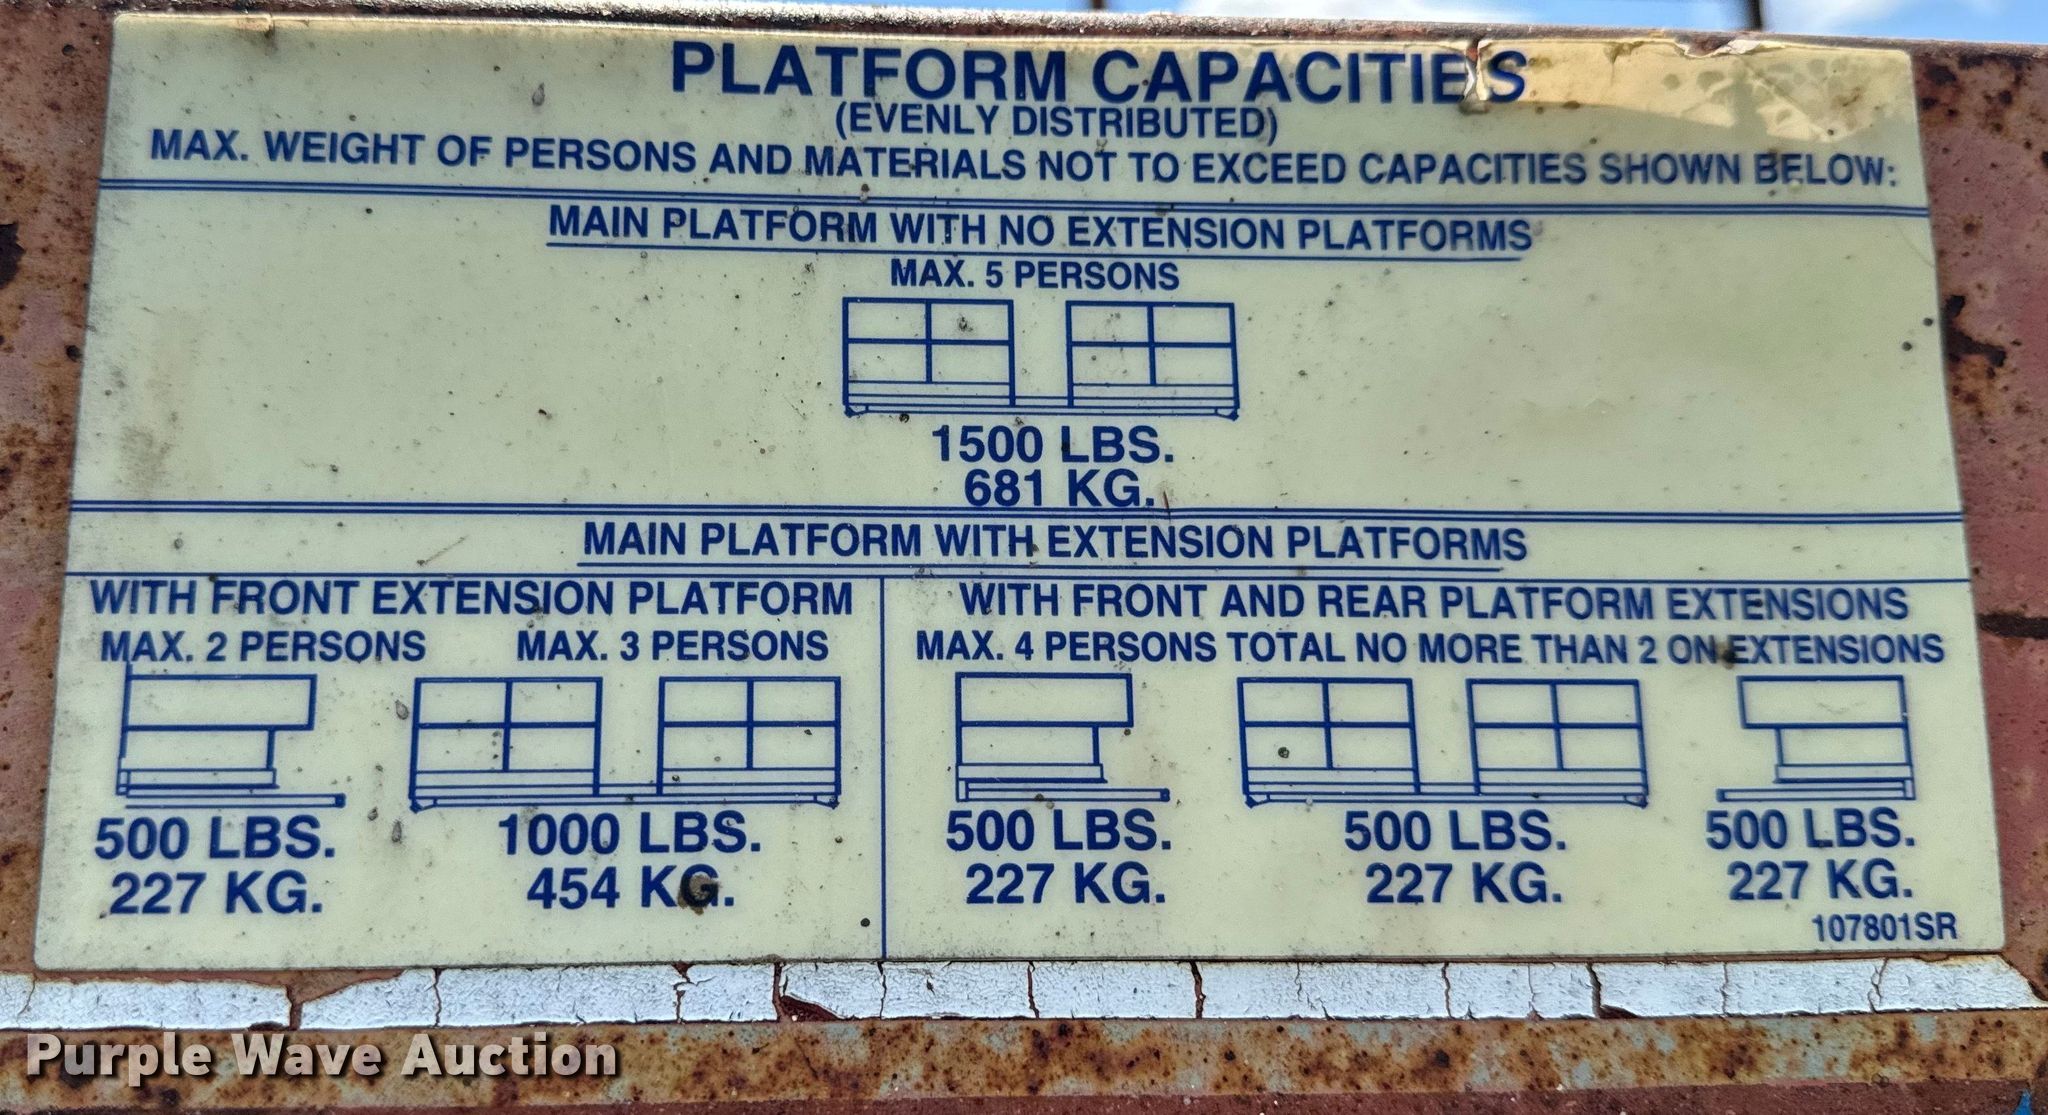 PLATFORM CAPACITIES
(EVENLY DISTRIBUTED)
MAX. WEIGHT OF PERSONS AND MATERIALS NOT TO EXCEED CAPACITIES SHOWN BELOW:
MAIN PLATFORM WITH NO EXTENSION PLATFORMS
MAX. 5 PERSONS
1500 LBS.
681 KG.
MAIN PLATFORM WITH EXTENSION PLATFORMS
WITH FRONT EXTENSION PLATFORM
MAX. 2 PERSONS MAX. 3 PERSONS
500 LBS. 1000 LBS.
227 KG. 454 KG.
WITH FRONT AND REAR PLATFORM EXTENSIONS
MAX. 4 PERSONS TOTAL NO MORE THAN 2 ON EXTENSIONS
500 LBS. 500 LBS. 500 LBS.
227 KG. 227 KG. 227 KG.
107801SR
Purple Wave Auction